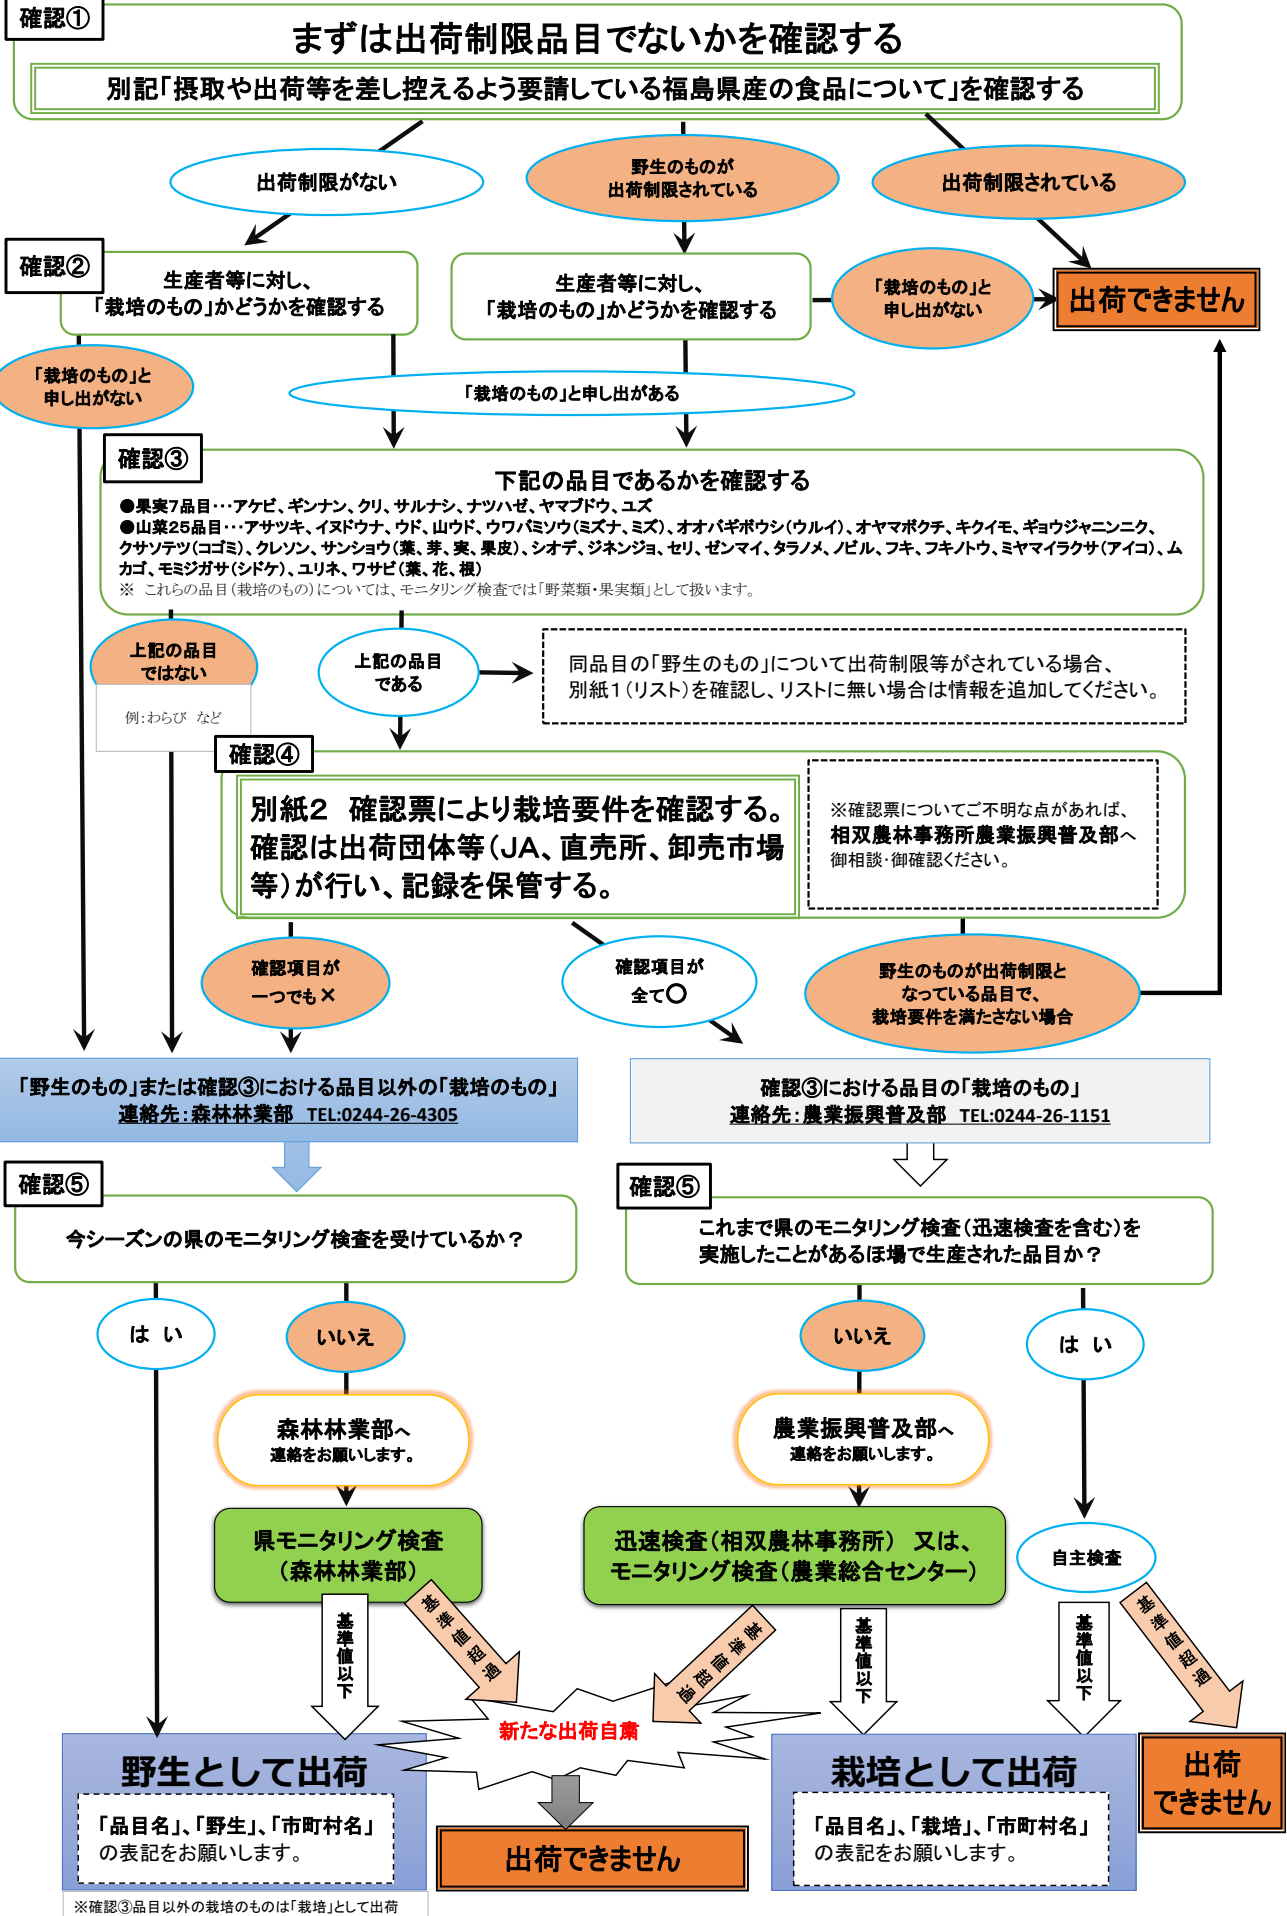 確認①
まずは出荷制限品目でないかを確認する
別記「摂取や出荷等を差し控えるよう要請している福島県産の食品について」を確認する
出荷制限がない
野生のものが
出荷制限されている
出荷制限されている
確認②
生産者等に対し、
「栽培のもの」かどうかを確認する
生産者等に対し、
「栽培のもの」かどうかを確認する
「栽培のもの」と
申し出がない
出荷できません
「栽培のもの」と
申し出がない
「栽培のもの」と申し出がある
確認③
下記の品目であるかを確認する
●果実7品目･･･アケビ、ギンナン、クリ、サルナシ、ナツハゼ、ヤマブドウ、ユズ
●山菜25品目･･･アサツキ、イヌドウナ、ウド、山ウド、ウワバミソウ(ミズナ、ミズ)、オオバギボウシ(ウルイ)、オヤマボクチ、キクイモ、ギョウジャニンニク、
クサソテツ(コゴミ)、クレソン、サンショウ(葉、芽、実、果皮)、シオデ、ジネンジョ、セリ、ゼンマイ、タラノメ、ノビル、フキ、フキノトウ、ミヤマイラクサ(アイコ)、ム
カゴ、モミジガサ(シドケ)、ユリネ、ワサビ(葉、花、根)
※ これらの品目(栽培のもの)については、モニタリング検査では「野菜類・果実類」として扱います。
上記の品目
ではない
例:わらび など
上記の品目
である
同品目の「野生のもの」について出荷制限等がされている場合、
別紙1(リスト)を確認し、リストに無い場合は情報を追加してください。
確認④
別紙2 確認票により栽培要件を確認する。
確認は出荷団体等(JA、直売所、卸売市場
等)が行い、記録を保管する。
※確認票についてご不明な点があれば、
相双農林事務所農業振興普及部へ
御相談・御確認ください。
確認項目が
一つでも×
確認項目が
全て○
野生のものが出荷制限と
なっている品目で、
栽培要件を満たさない場合
「野生のもの」または確認③における品目以外の「栽培のもの」
連絡先:森林林業部 TEL:0244-26-4305
確認③における品目の「栽培のもの」
連絡先:農業振興普及部 TEL:0244-26-1151
確認⑤
今シーズンの県のモニタリング検査を受けているか?
確認⑤
これまで県のモニタリング検査(迅速検査を含む)を
実施したことがあるほ場で生産された品目か?
は い
いいえ
いいえ
は い
森林林業部へ
連絡をお願いします。
農業振興普及部へ
連絡をお願いします。
県モニタリング検査
(森林林業部)
迅速検査(相双農林事務所) 又は、
モニタリング検査(農業総合センター)
自主検査
基準値以下
基準値超過
基準値超過
基準値以下
基準値以下
基準値超過
新たな出荷自粛
野生として出荷
「品目名」、「野生」、「市町村名」
の表記をお願いします。
※確認③品目以外の栽培のものは「栽培」として出荷
出荷できません
栽培として出荷
「品目名」、「栽培」、「市町村名」
の表記をお願いします。
出荷
できません